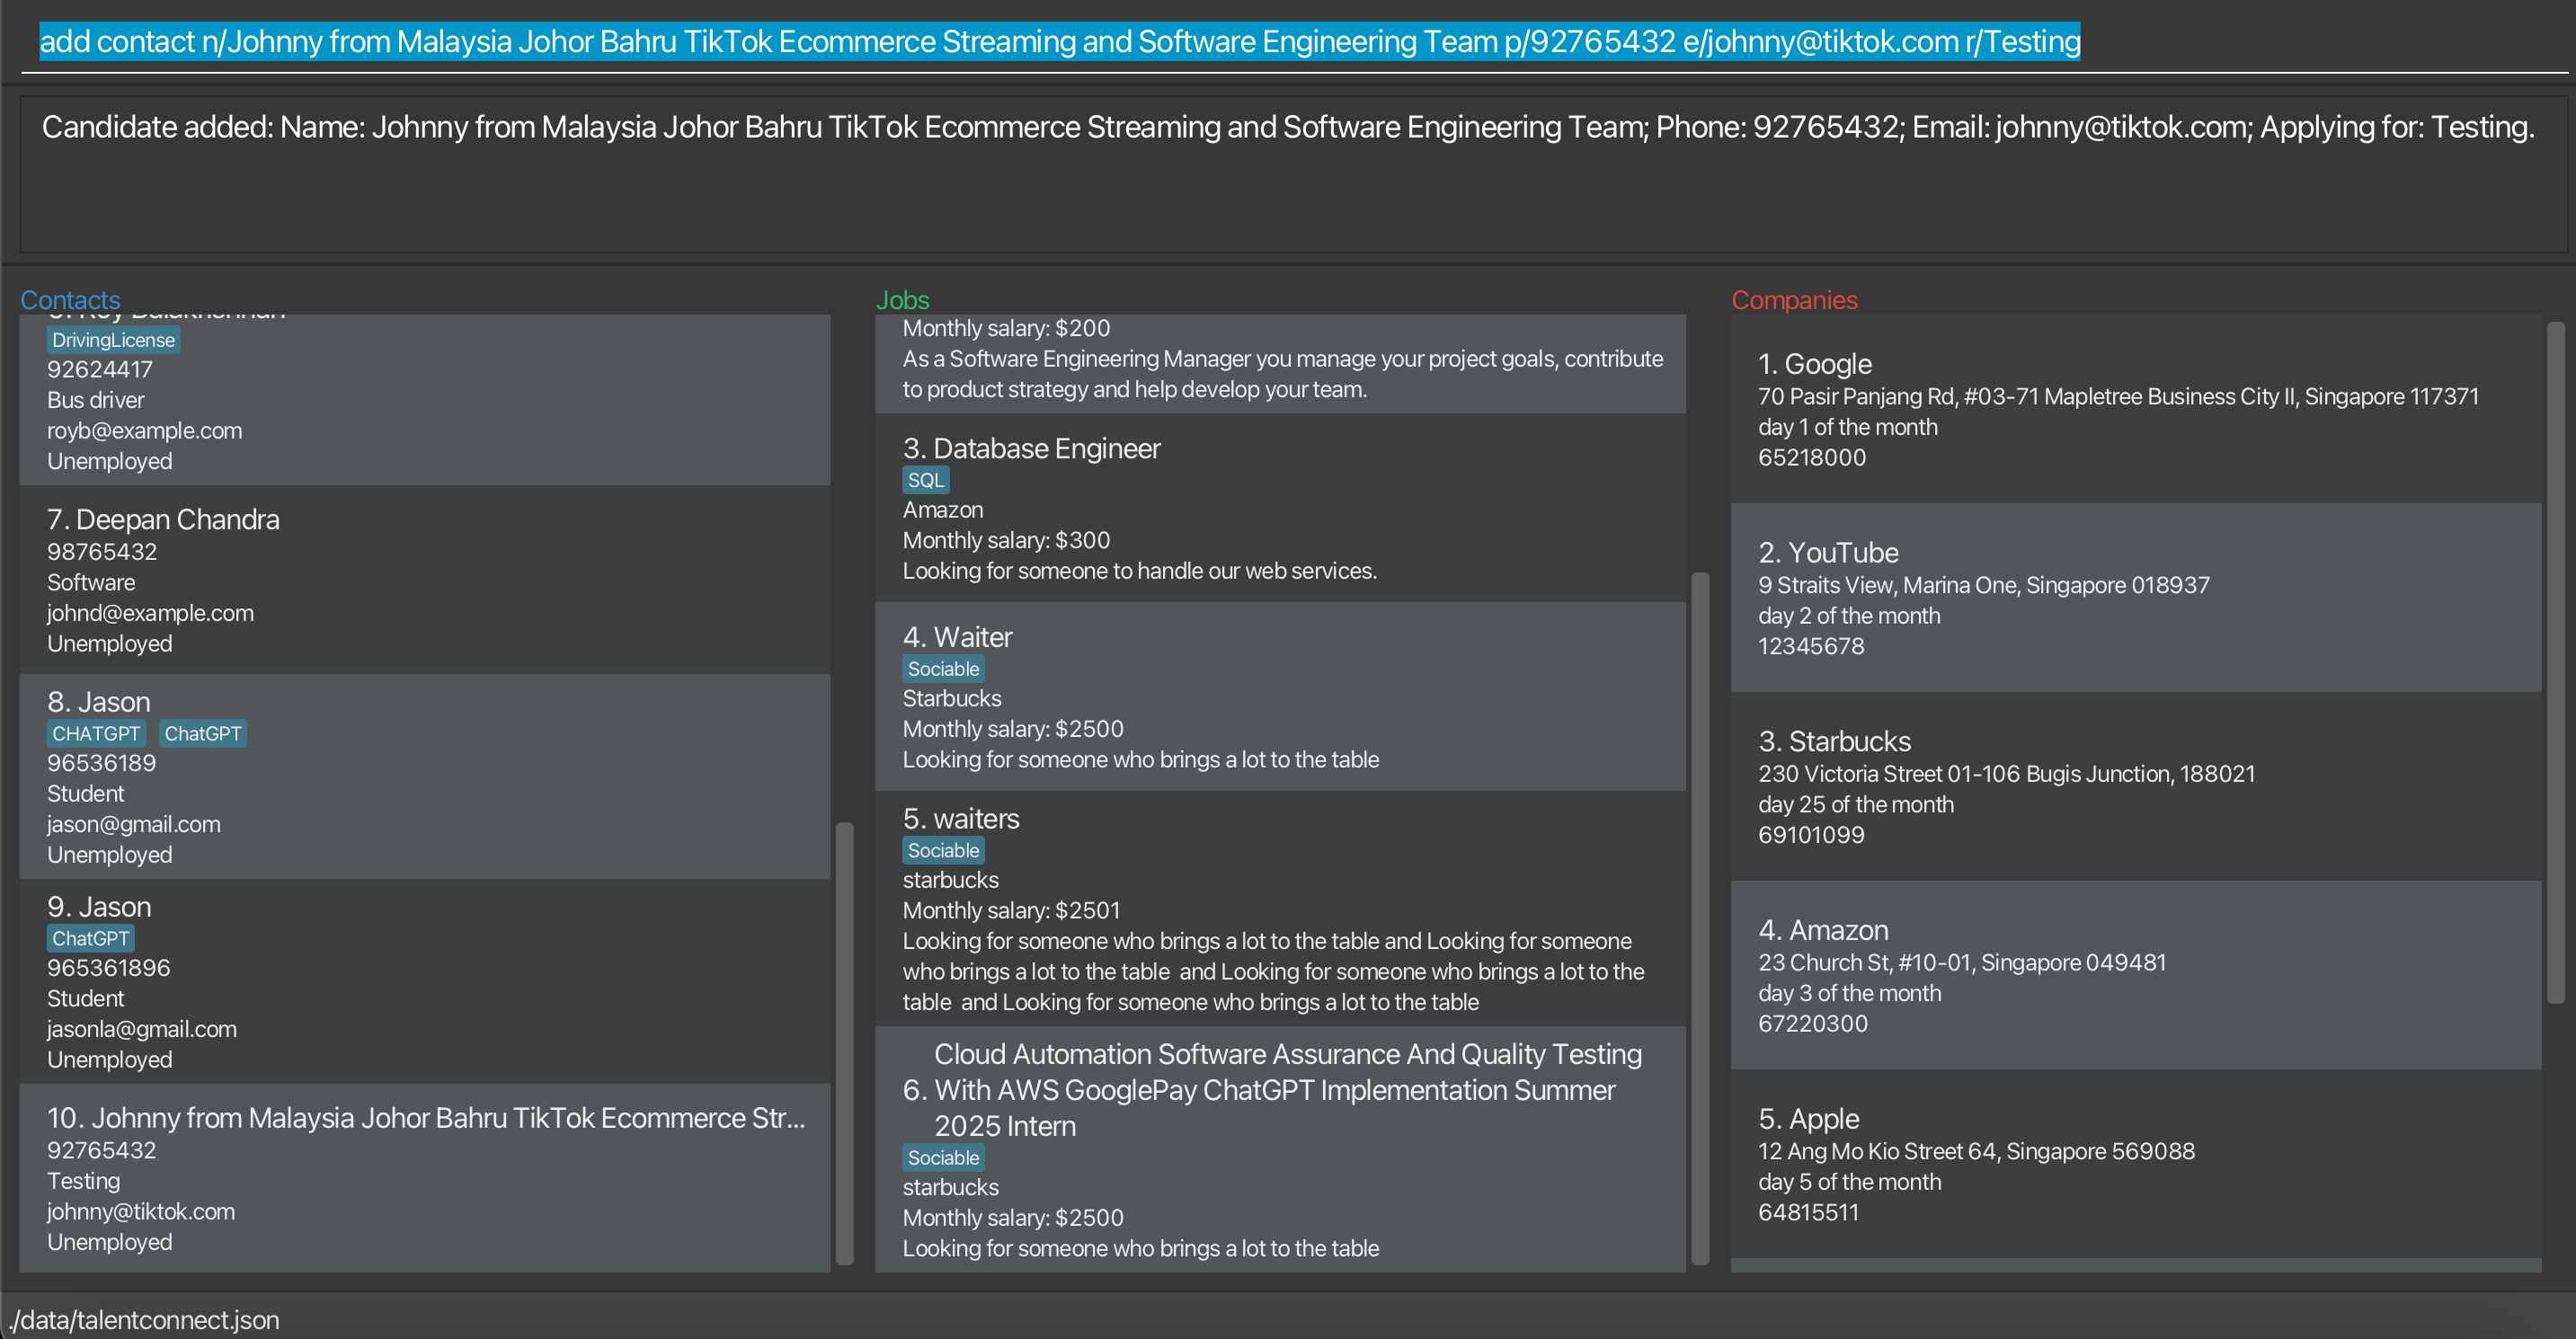 add contact n/Johnny from Malaysia Johor Bahru TikTok Ecommerce Streaming and Software Engineering Team p/92765432 e/johnny@tiktok.com r/Testing
Candidate added: Name: Johnny from Malaysia Johor Bahru TikTok Ecommerce Streaming and Software Engineering Team; Phone: 92765432; Email: johnny@tiktok.com; Applying for: Testing.
Contacts
DrivingLicense
92624417
Bus driver
royb@example.com
Unemployed
7. Deepan Chandra
98765432
Software
johnd@example.com
Unemployed
8. Jason
CHATGPT ChatGPT
96536189
Student
jason@gmail.com
Unemployed
9. Jason
ChatGPT
965361896
Student
jasonla@gmail.com
Unemployed
10. Johnny from Malaysia Johor Bahru TikTok Ecommerce Str...
92765432
Testing
johnny@tiktok.com
Unemployed
Jobs
Monthly salary: $200
As a Software Engineering Manager you manage your project goals, contribute
to product strategy and help develop your team.
3. Database Engineer
SQL
Amazon
Monthly salary: $300
Looking for someone to handle our web services.
4. Waiter
Sociable
Starbucks
Monthly salary: $2500
Looking for someone who brings a lot to the table
5. waiters
Sociable
starbucks
Monthly salary: $2501
Looking for someone who brings a lot to the table and Looking for someone
who brings a lot to the table  and Looking for someone who brings a lot to the
table  and Looking for someone who brings a lot to the table
Cloud Automation Software Assurance And Quality Testing
6. With AWS GooglePay ChatGPT Implementation Summer
2025 Intern
Sociable
starbucks
Monthly salary: $2500
Looking for someone who brings a lot to the table
Companies
1. Google
70 Pasir Panjang Rd, #03-71 Mapletree Business City II, Singapore 117371
day 1 of the month
65218000
2. YouTube
9 Straits View, Marina One, Singapore 018937
day 2 of the month
12345678
3. Starbucks
230 Victoria Street 01-106 Bugis Junction, 188021
day 25 of the month
69101099
4. Amazon
23 Church St, #10-01, Singapore 049481
day 3 of the month
67220300
5. Apple
12 Ang Mo Kio Street 64, Singapore 569088
day 5 of the month
64815511
./data/talentconnect.json